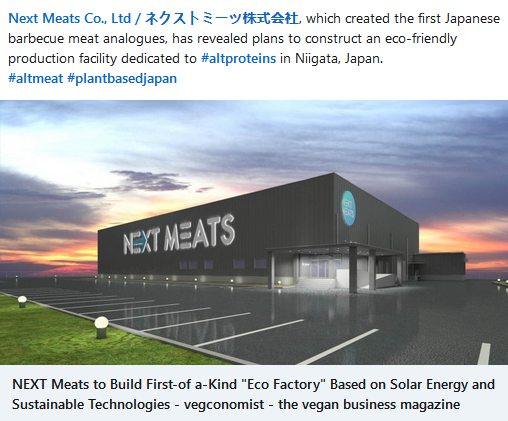 Next Meats Co., Ltd / ネクストミーツ株式会社, which created the first Japanese
barbecue meat analogues, has revealed plans to construct an eco-friendly
production facility dedicated to #altproteins in Niigata, Japan.
#altmeat #plantbasedjapan
NEXT MEATS
NEXT
MEATS
NEXT Meats to Build First-of a-Kind "Eco Factory" Based on Solar Energy and
Sustainable Technologies - vegconomist - the vegan business magazine